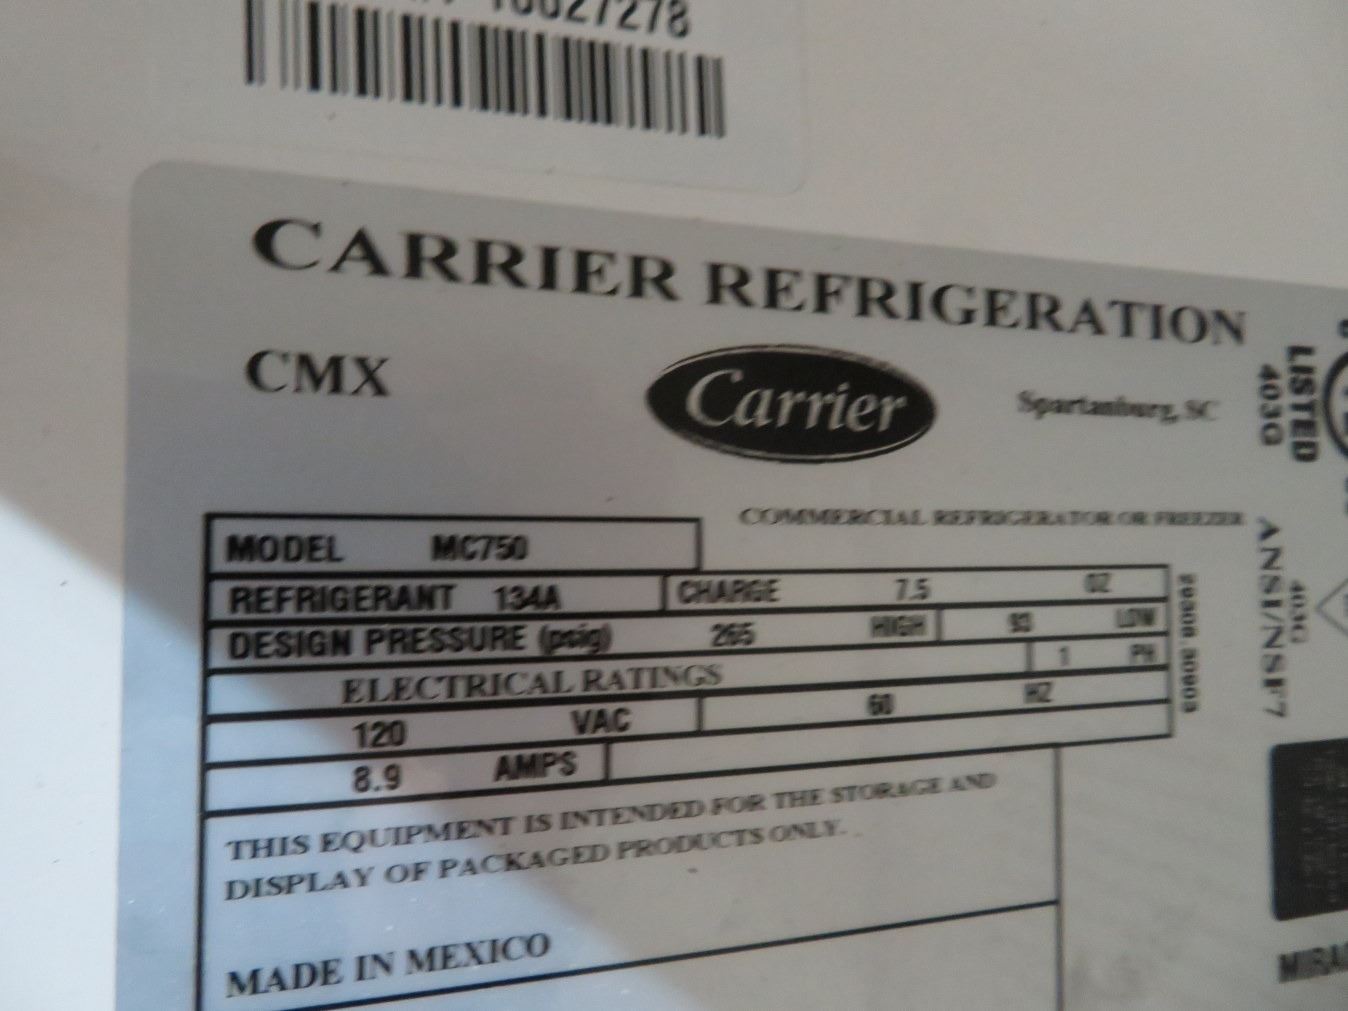 CARRIER REFRIGERATION
CMX
Carrier
Spartanburg, SC
LISTED
403G
COMMERCIAL REFRIGERATOR OR FREEZER
MODEL MC750
REFRIGERANT 134A CHARGE 7.5 OZ
DESIGN PRESSURE (psig) 265 HIGH 93 LOW
ELECTRICAL RATINGS 1 PH
120 VAC 60 HZ
8.9 AMPS
403G
ANSI/NSF7
THIS EQUIPMENT IS INTENDED FOR THE STORAGE AND
DISPLAY OF PACKAGED PRODUCTS ONLY.
MADE IN MEXICO